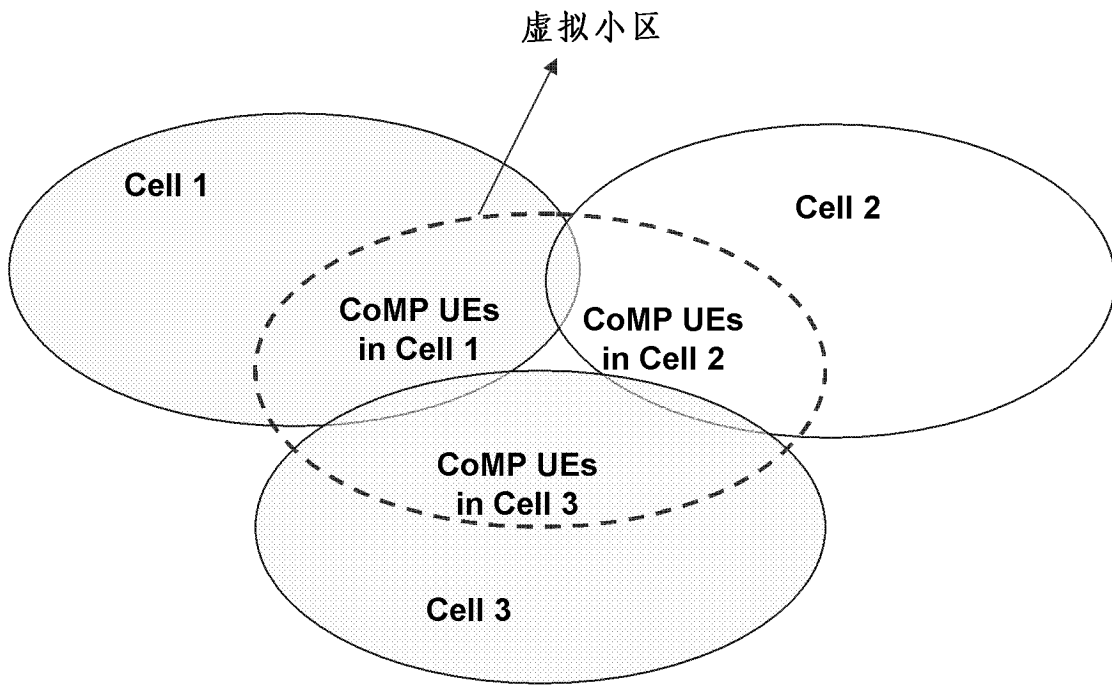 虚拟小区
Cell 1
Cell 2
CoMP UEs
in Cell 1
CoMP UEs
in Cell 2
CoMP UEs
in Cell 3
Cell 3